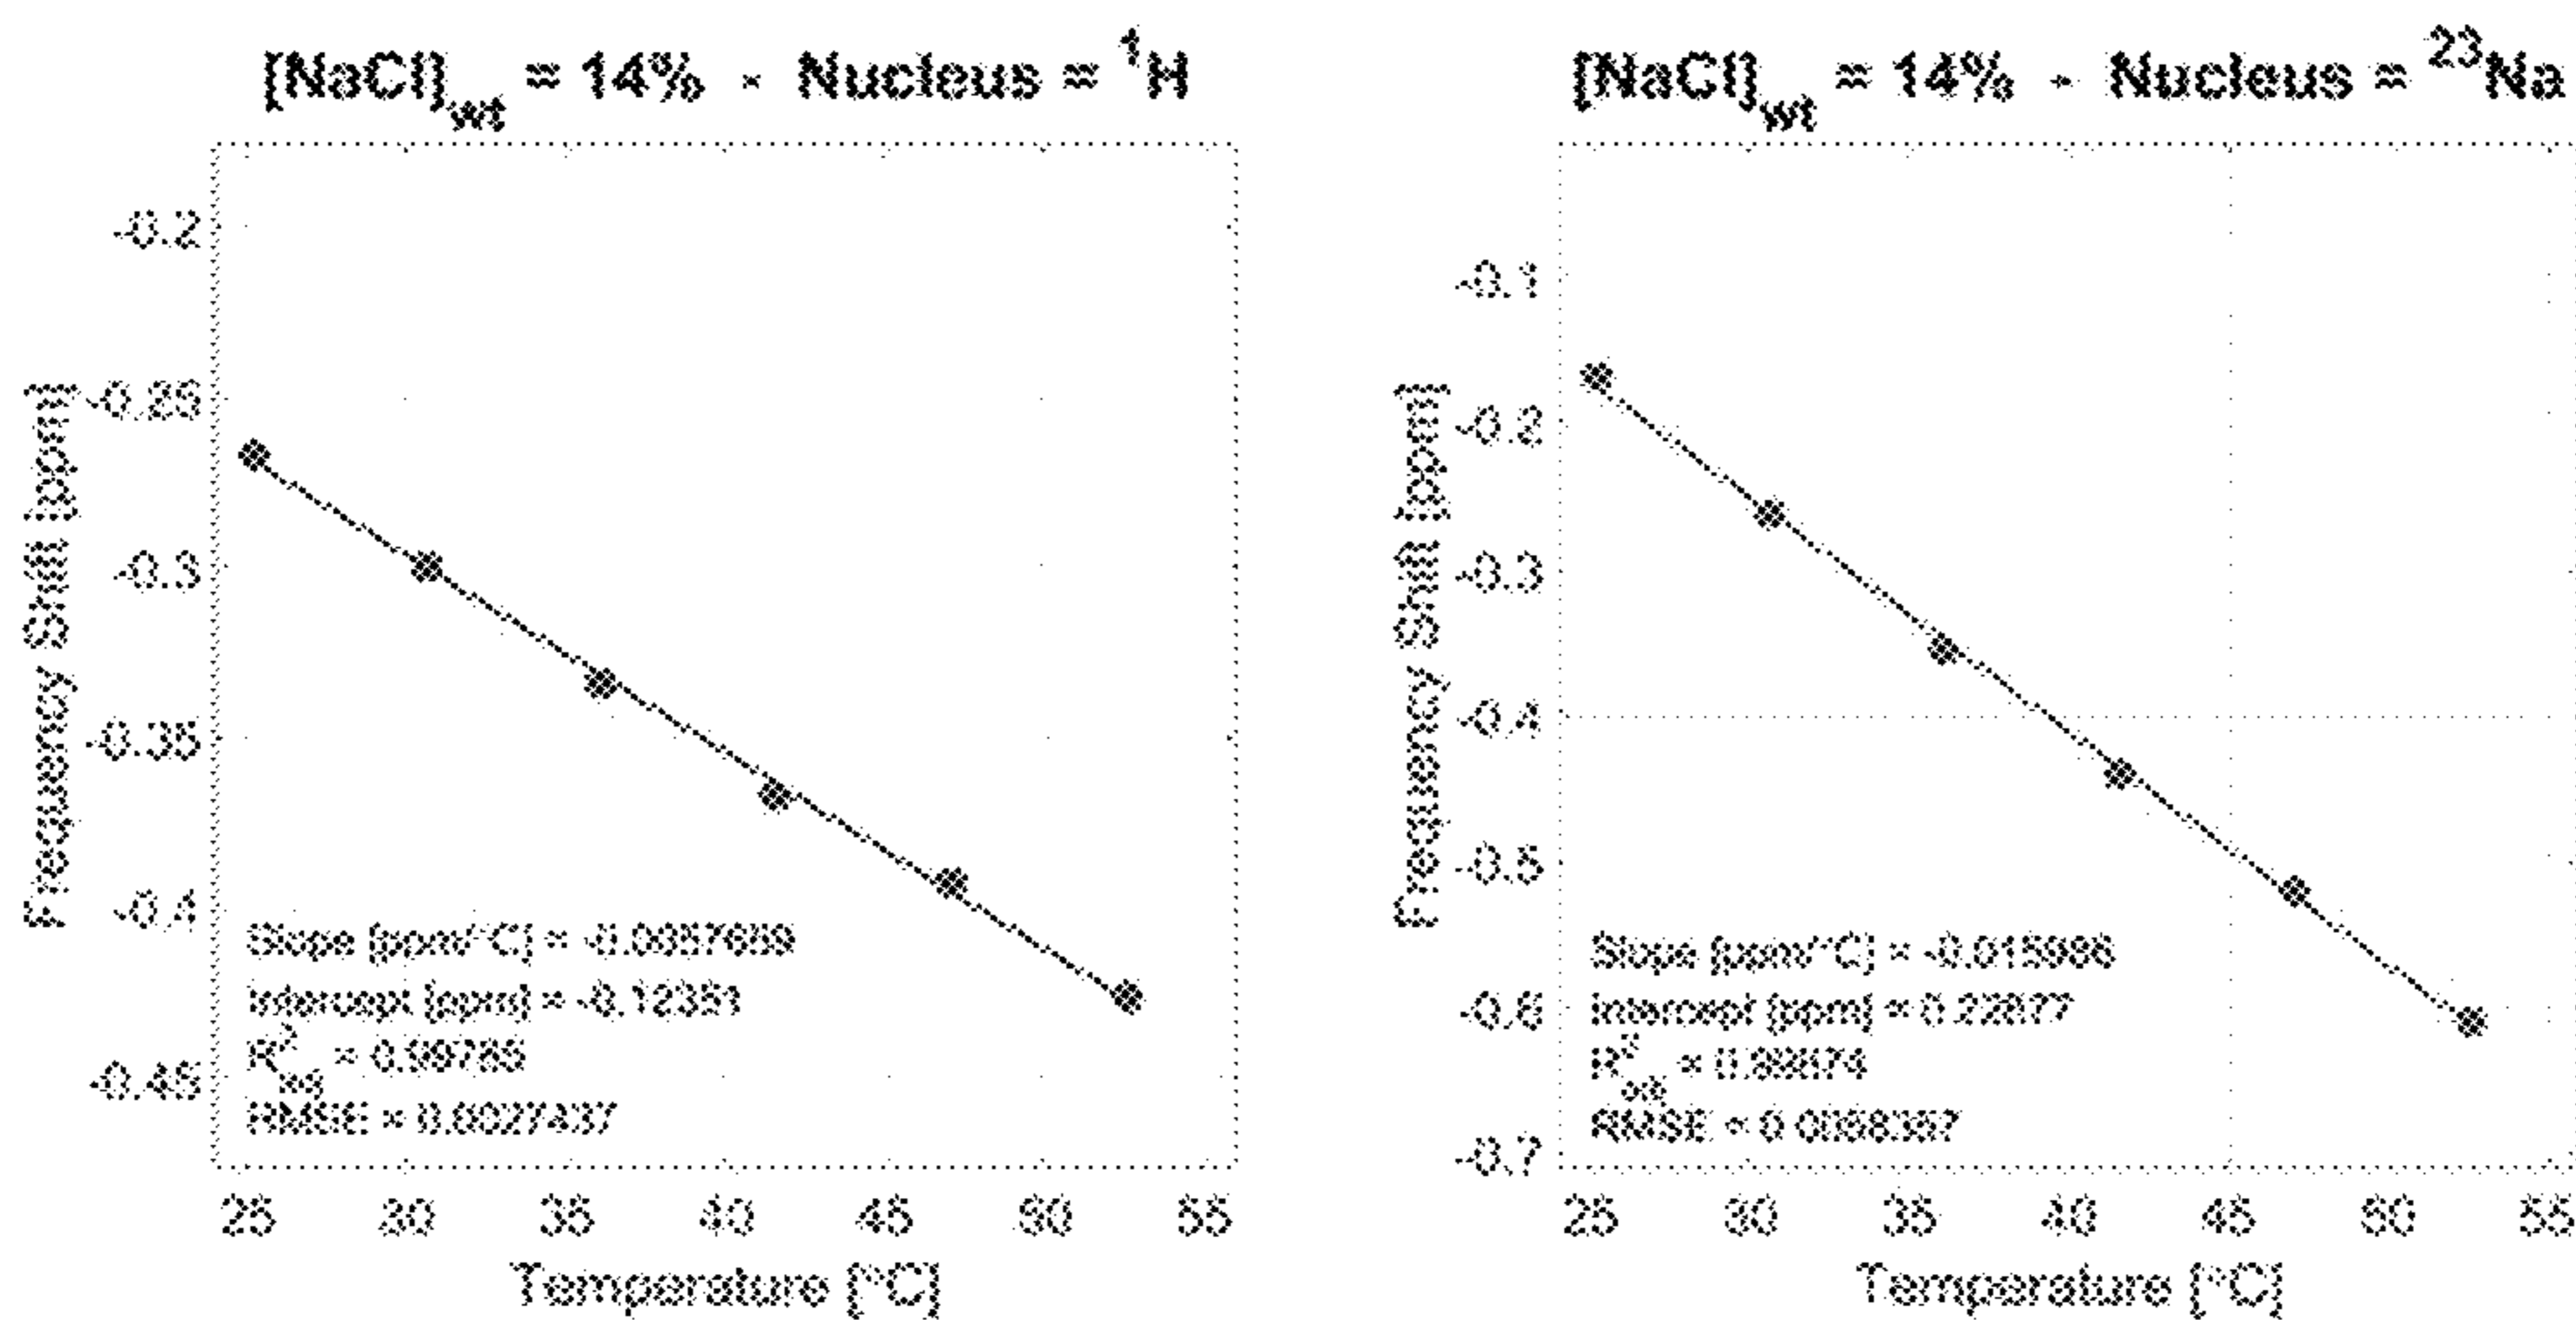 [NaCl]wt = 14% - Nucleus = 1H
Frequency Shift [ppm]
-0.2
-0.25
-0.3
-0.35
-0.4
-0.45
Slope [ppm/°C] =
Intercept [ppm] = -0.12351
R2adj =
RMSE = 0.0027437
25 30 35 40 45 50 55
Temperature [°C]
[NaCl]wt = 14% - Nucleus = 23Na
Frequency Shift [ppm]
-0.1
-0.2
-0.3
-0.4
-0.5
-0.6
-0.7
Slope [ppm/°C] = -0.015986
Intercept [ppm] = 0.22877
R2adj =
RMSE =
25 30 35 40 45 50 55
Temperature [°C]